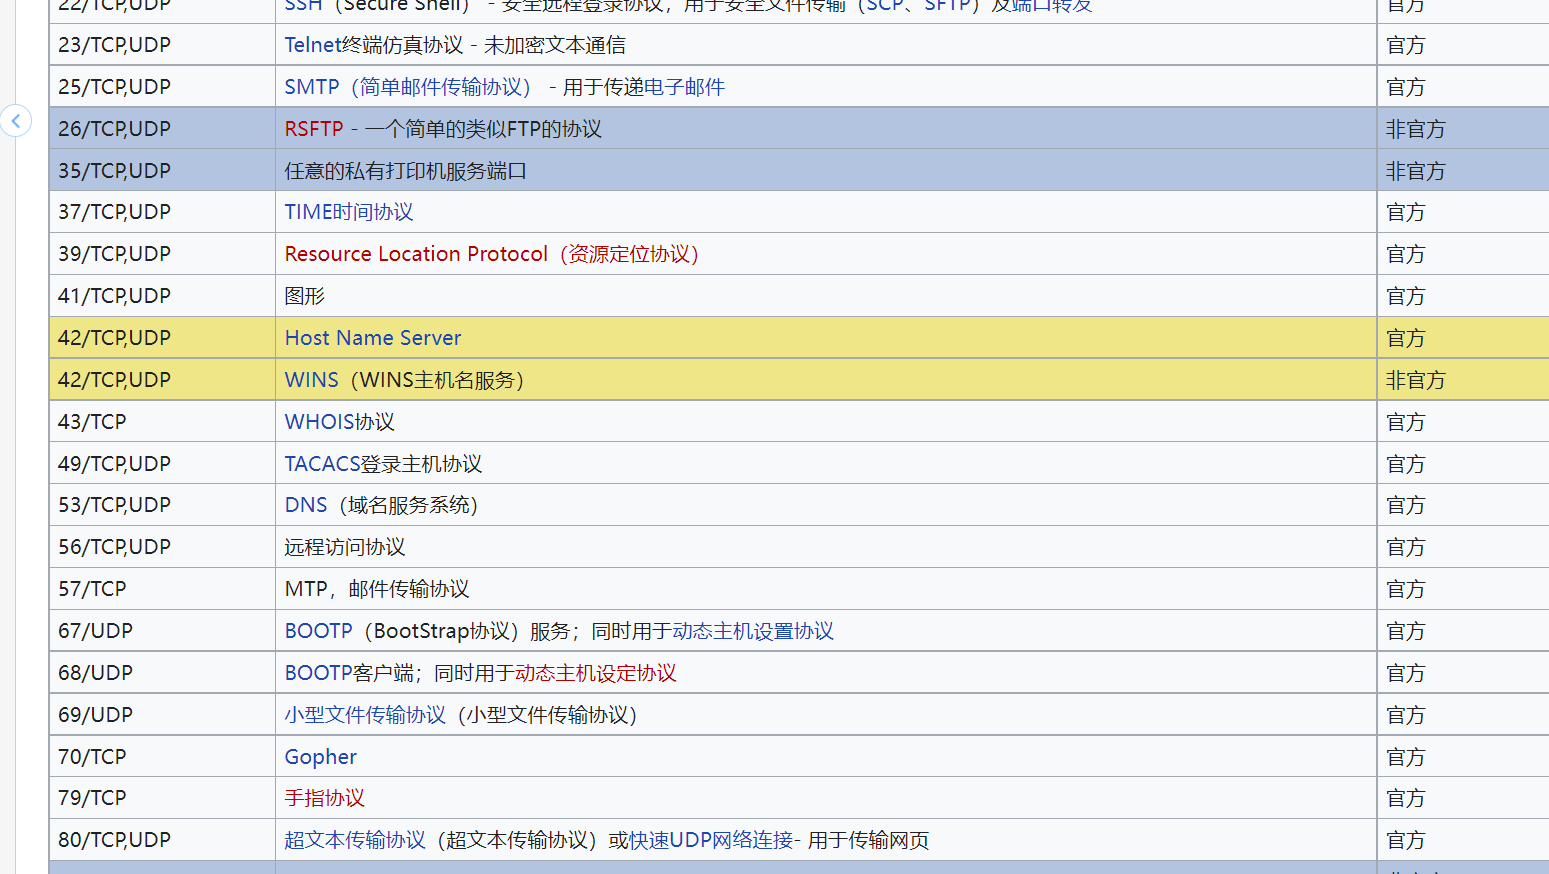 22/TCP,UDP SSH（Secure Shell） - 安全远程登录协议，用于安全文件传输（SCP、SFTP）及端口转发 官方
23/TCP,UDP Telnet终端仿真协议 - 未加密文本通信 官方
25/TCP,UDP SMTP（简单邮件传输协议） - 用于传递电子邮件 官方
26/TCP,UDP RSFTP - 一个简单的类似FTP的协议 非官方
35/TCP,UDP 任意的私有打印机服务端口 非官方
37/TCP,UDP TIME时间协议 官方
39/TCP,UDP Resource Location Protocol（资源定位协议） 官方
41/TCP,UDP 图形 官方
42/TCP,UDP Host Name Server 官方
42/TCP,UDP WINS（WINS主机名服务） 非官方
43/TCP WHOIS协议 官方
49/TCP,UDP TACACS登录主机协议 官方
53/TCP,UDP DNS（域名服务系统） 官方
56/TCP,UDP 远程访问协议 官方
57/TCP MTP，邮件传输协议 官方
67/UDP BOOTP（BootStrap协议）服务；同时用于动态主机设置协议 官方
68/UDP BOOTP客户端；同时用于动态主机设定协议 官方
69/UDP 小型文件传输协议（小型文件传输协议） 官方
70/TCP Gopher 官方
79/TCP 手指协议 官方
80/TCP,UDP 超文本传输协议（超文本传输协议）或快速UDP网络连接- 用于传输网页 官方